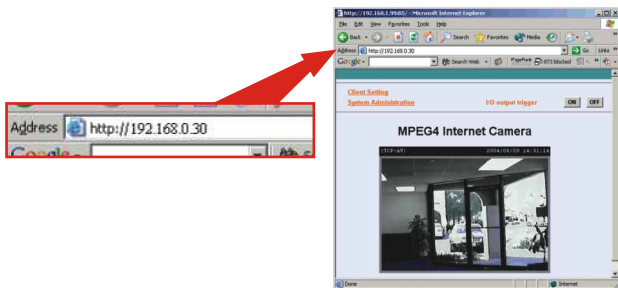 http://192.168.1.99:85/ - Microsoft Internet Explorer
File Edit View Favorites Tools Help
Back Search Favorites Media
Address http://192.168.0.30 Go Links »
Google Search Web PageRank 873 blocked
Client Setting
System Administration I/O output trigger ON OFF
MPEG4 Internet Camera
(TCP-AV) 2004/08/09 14:31:14
Done Internet
Address http://192.168.0.30
Google